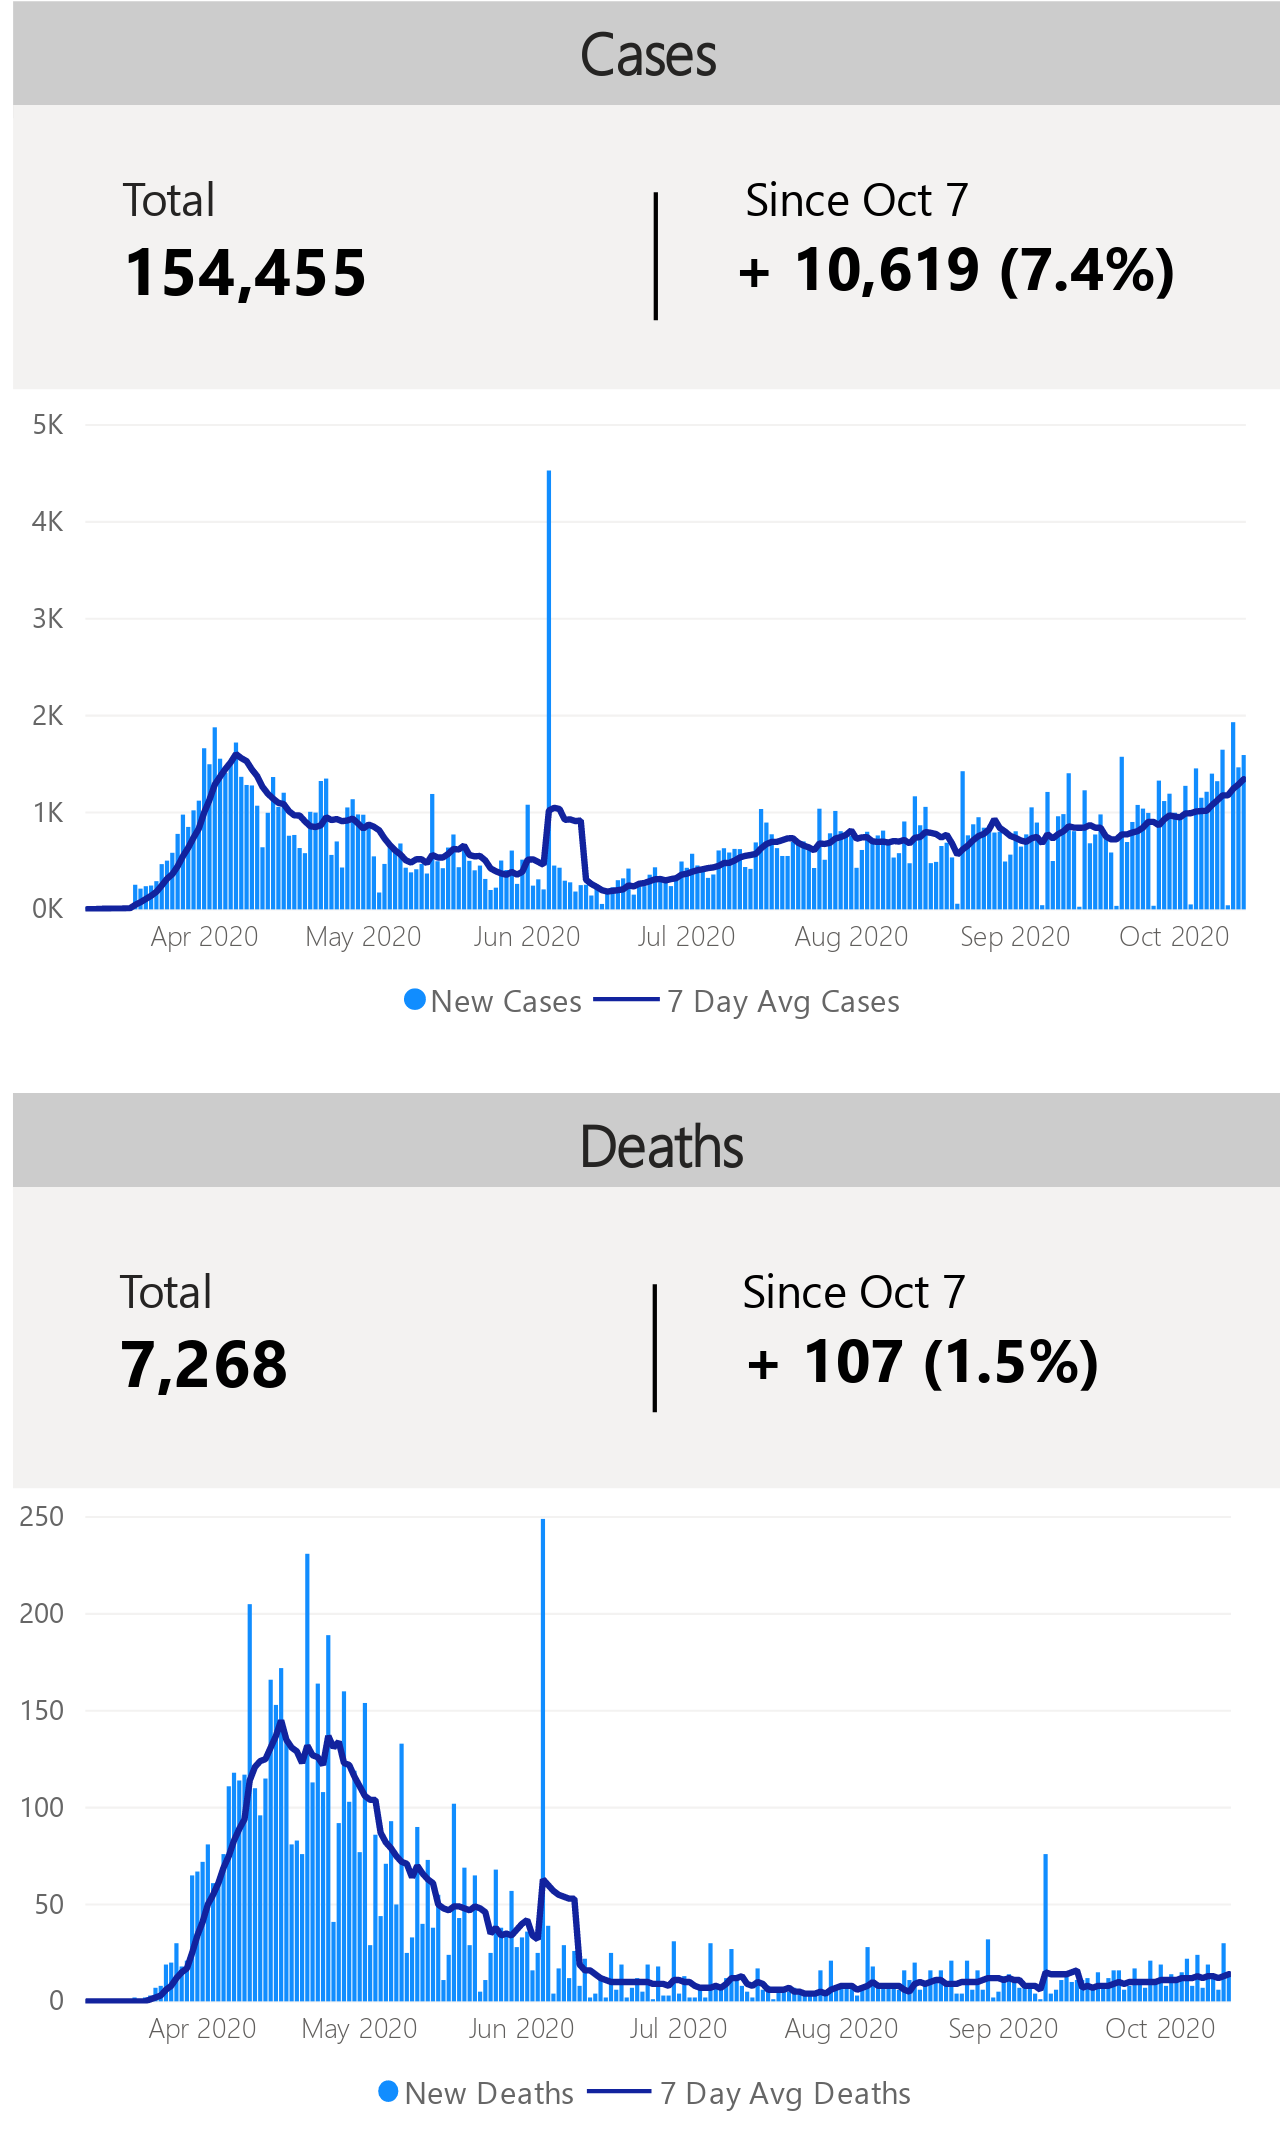 Cases
Total
Since Oct 7
154,455
+ 10,619 (7.4%)
5K
4K
3K
2K
1K
0K
Apr 2020
May 2020
Jun 2020
Jul 2020
Aug 2020
Sep 2020
Oct 2020
New Cases
7 Day Avg Cases
Deaths
Total
Since Oct 7
7,268
+ 107 (1.5%)
250
200
150
100
50
0
Apr 2020
May 2020
Jun 2020
Jul 2020
Aug 2020
Sep 2020
Oct 2020
New Deaths
7 Day Avg Deaths